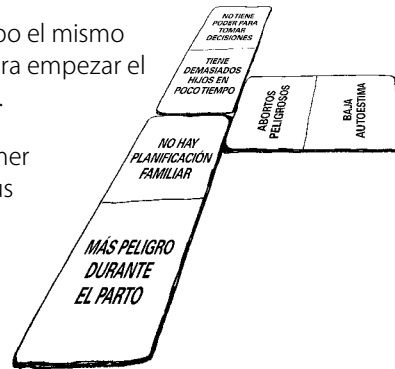 po el mismo
ra empezar el
.
ner
us
NO TIENE
PODER PARA
TOMAR
DECISIONES
TIENE
DEMASIADOS
HIJOS EN
POCO TIEMPO
ABORTOS
PELIGROSOS
BAJA
AUTOESTIMA
NO HAY
PLANIFICACIÓN
FAMILIAR
MÁS PELIGRO
DURANTE
EL PARTO